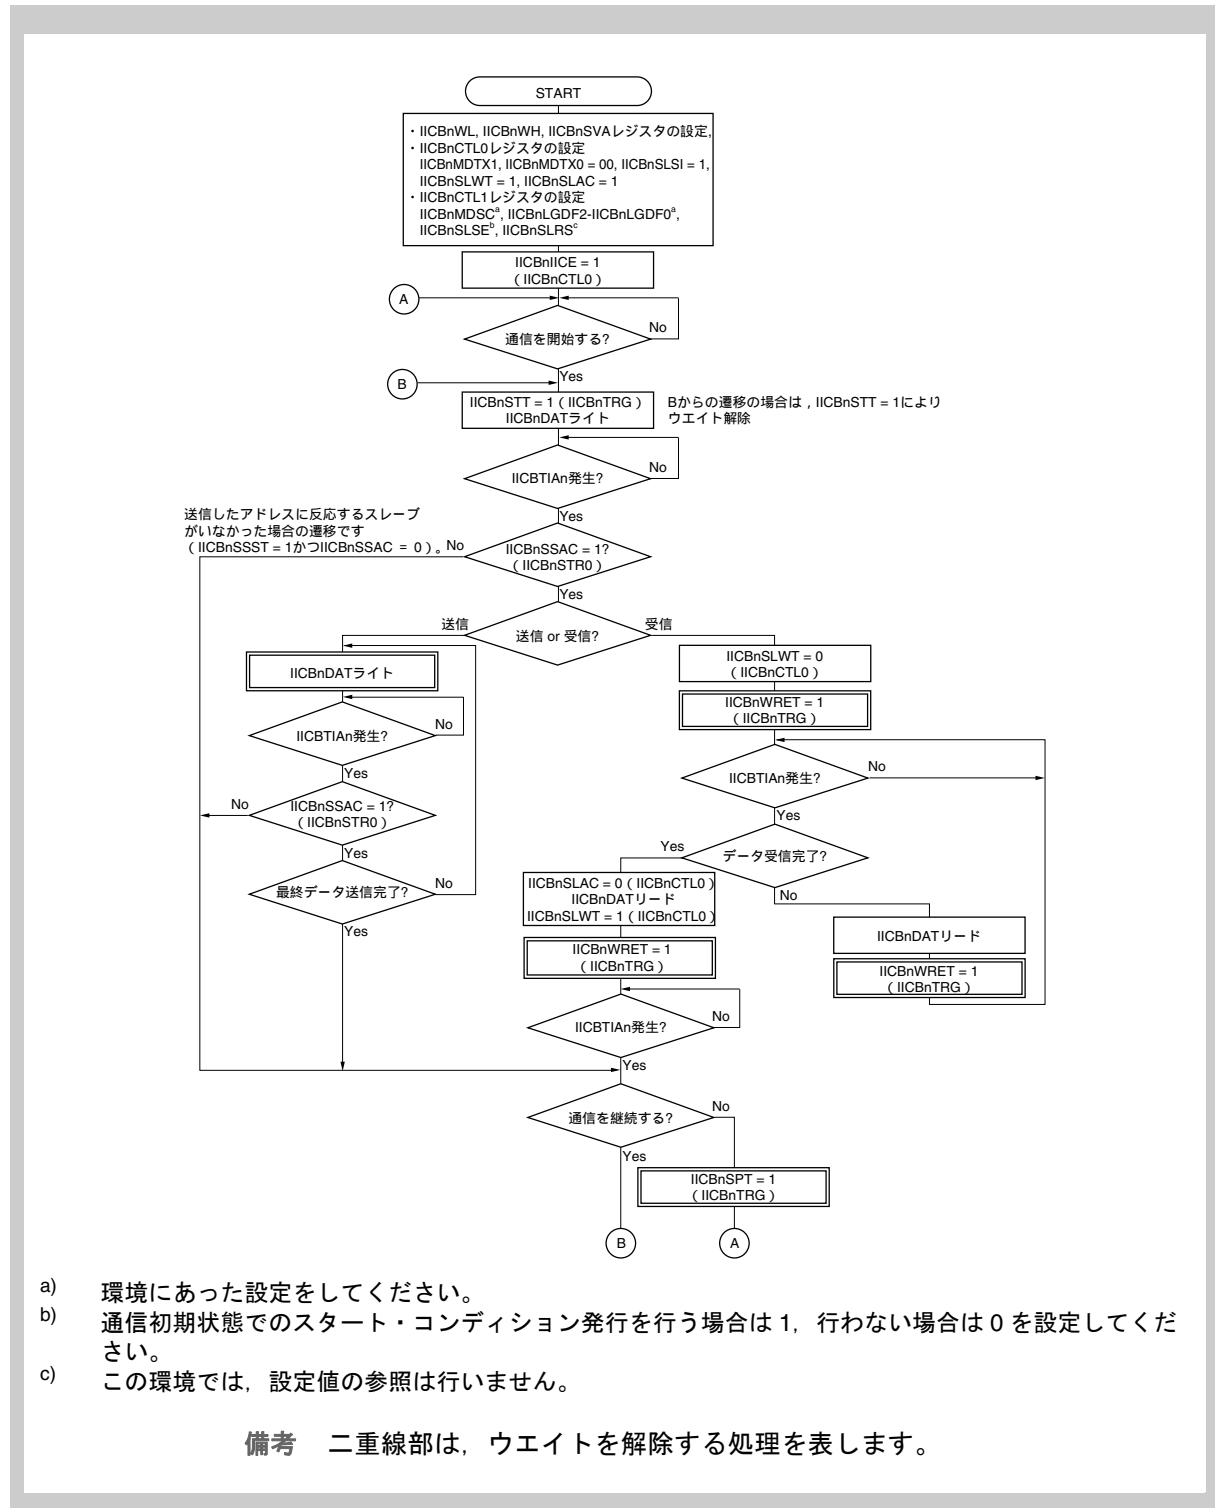 START
・IICBnWL, IICBnWH, IICBnSVAレジスタの設定,
・IICBnCTL0レジスタの設定
IICBnMDTX1, IICBnMDTX0 = 00, IICBnSLSI = 1,
IICBnSLWT = 1, IICBnSLAC = 1
・IICBnCTL1レジスタの設定
IICBnMDSCa, IICBnLGDF2-IICBnLGDF0a,
IICBnSLSEb, IICBnSLRSc
IICBnIICE = 1
（IICBnCTL0）
A
通信を開始する?
No
Yes
B
IICBnSTT = 1（IICBnTRG）
IICBnDATライト
Bからの遷移の場合は，IICBnSTT = 1により
ウエイト解除
IICBTIAn発生?
No
Yes
送信したアドレスに反応するスレーブ
がいなかった場合の遷移です
（IICBnSSST = 1かつIICBnSSAC = 0）。
No
IICBnSSAC = 1?
（IICBnSTR0）
Yes
送信
送信 or 受信?
受信
IICBnDATライト
IICBTIAn発生?
No
Yes
No
IICBnSSAC = 1?
（IICBnSTR0）
Yes
最終データ送信完了?
No
Yes
IICBnSLWT = 0
（IICBnCTL0）
IICBnWRET = 1
（IICBnTRG）
IICBTIAn発生?
No
Yes
Yes
データ受信完了?
No
IICBnSLAC = 0（IICBnCTL0）
IICBnDATリード
IICBnSLWT = 1（IICBnCTL0）
IICBnWRET = 1
（IICBnTRG）
IICBnDATリード
IICBnWRET = 1
（IICBnTRG）
IICBTIAn発生?
No
Yes
通信を継続する?
No
Yes
IICBnSPT = 1
（IICBnTRG）
B
A
a) 環境にあった設定をしてください。
b) 通信初期状態でのスタート・コンディション発行を行う場合は 1，行わない場合は 0 を設定してくだ
さい。
c) この環境では，設定値の参照は行いません。
備考 二重線部は，ウエイトを解除する処理を表します。